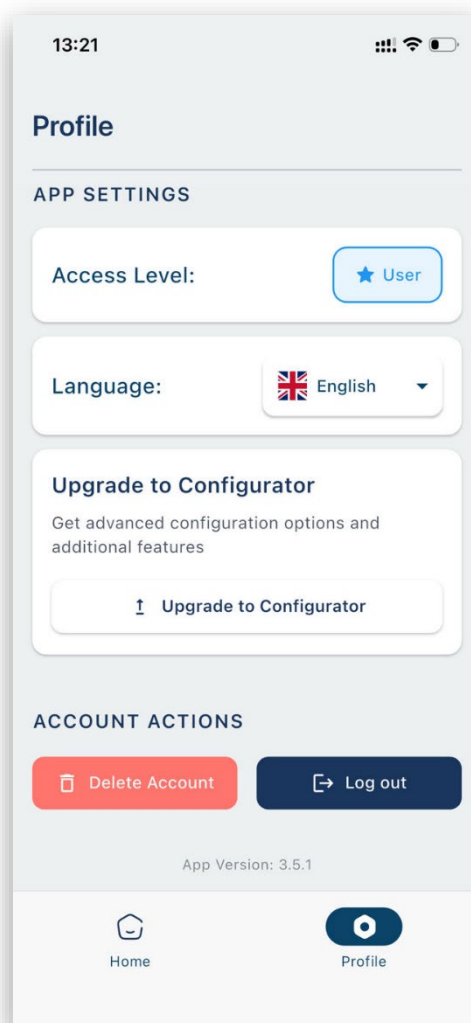 13:21
Profile
APP SETTINGS
Access Level:
User
Language:
English
Upgrade to Configurator
Get advanced configuration options and
additional features
Upgrade to Configurator
ACCOUNT ACTIONS
Delete Account
Log out
App Version: 3.5.1
Home
Profile